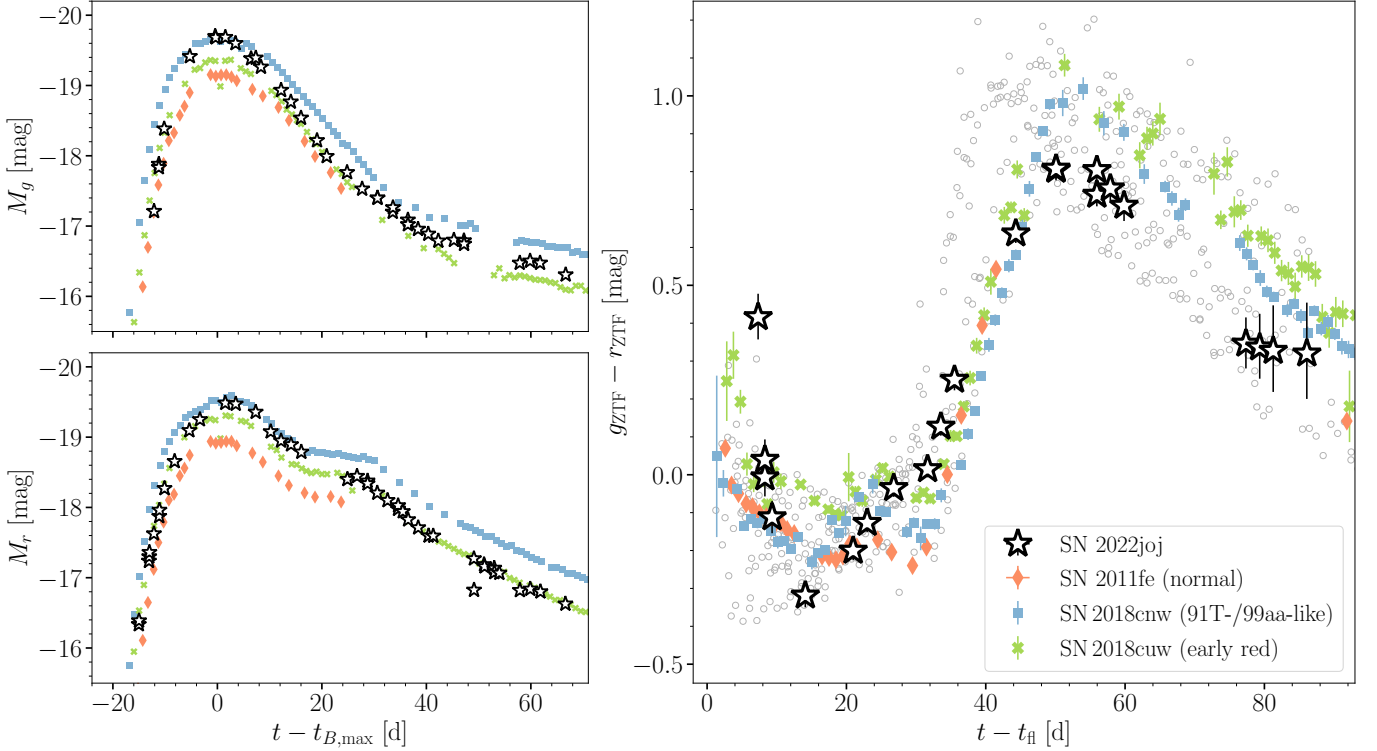 −20
−19
−18
−17
−16
M_g [mag]
−20
−19
−18
−17
−16
M_r [mag]
−20 0 20 40 60
t − t_B,max [d]
1.0
0.5
0.0
−0.5
g_ZTF − r_ZTF [mag]
0 20 40 60 80
t − t_fl [d]
SN 2022joj
SN 2011fe (normal)
SN 2018cnw (91T-/99aa-like)
SN 2018cuw (early red)